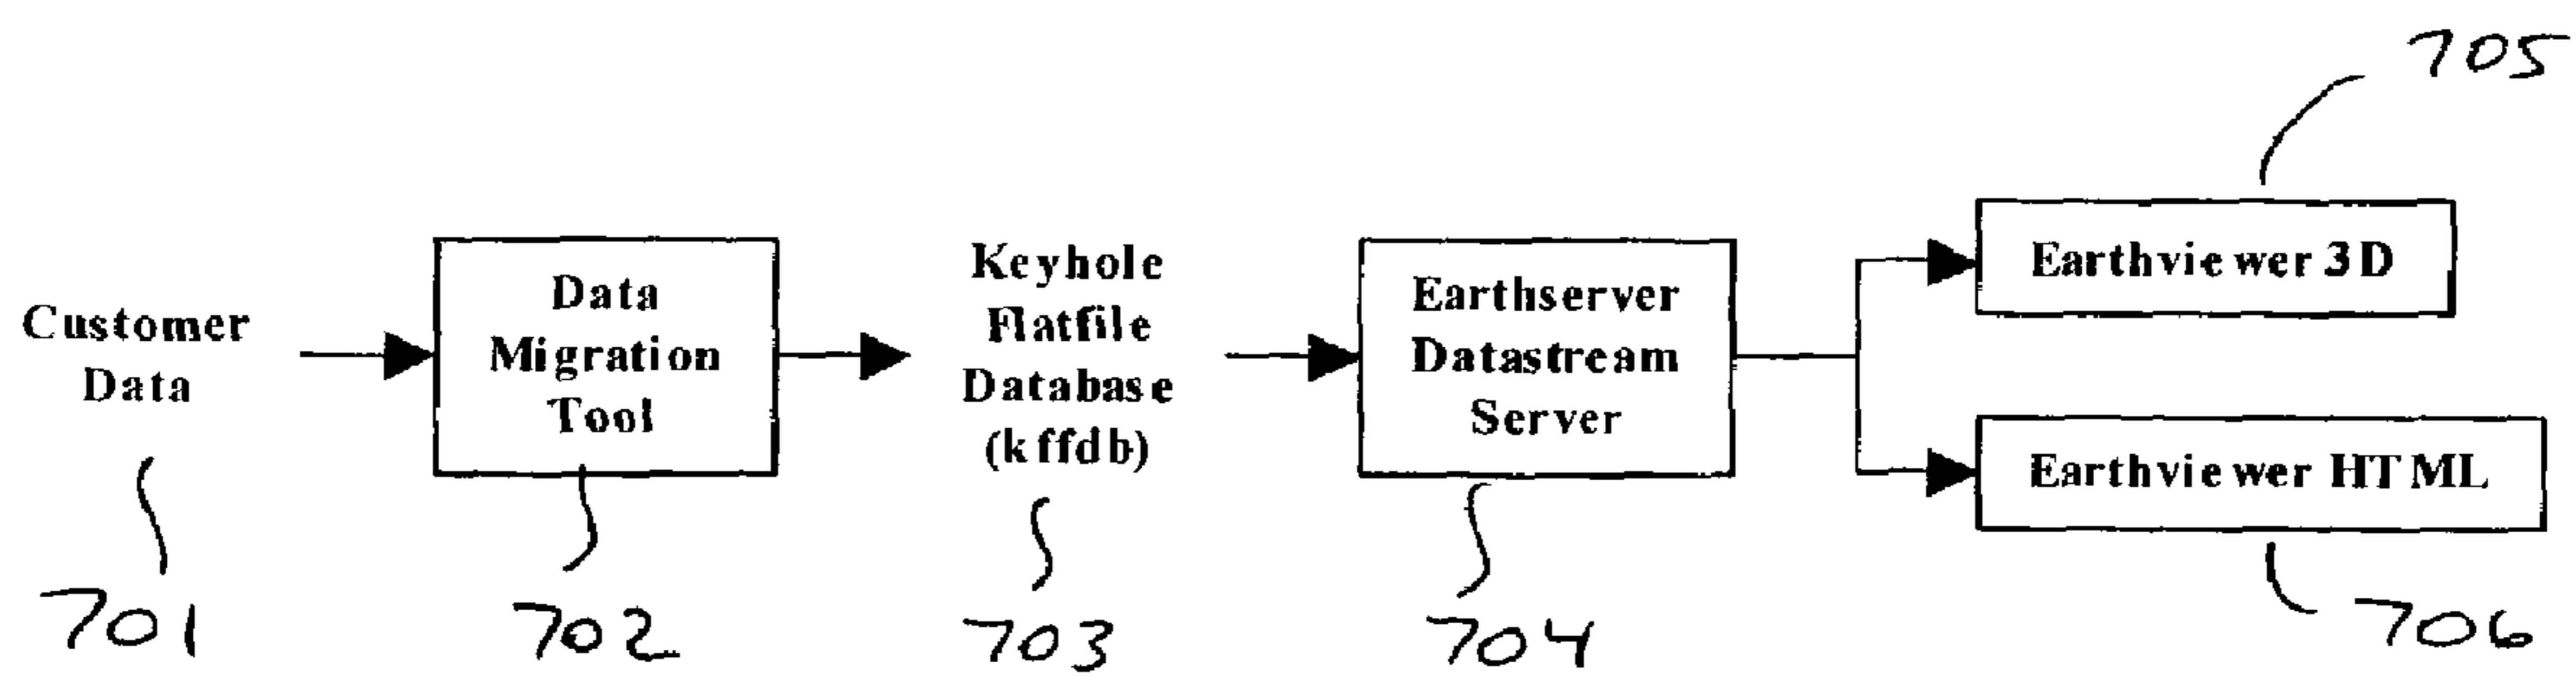 705
Customer
Data
Data
Migration
Tool
Keyhole
Flatfile
Database
(kffdb)
Earthserver
Datastream
Server
Earthviewer 3D
Earthviewer HTML
701
702
703
704
706